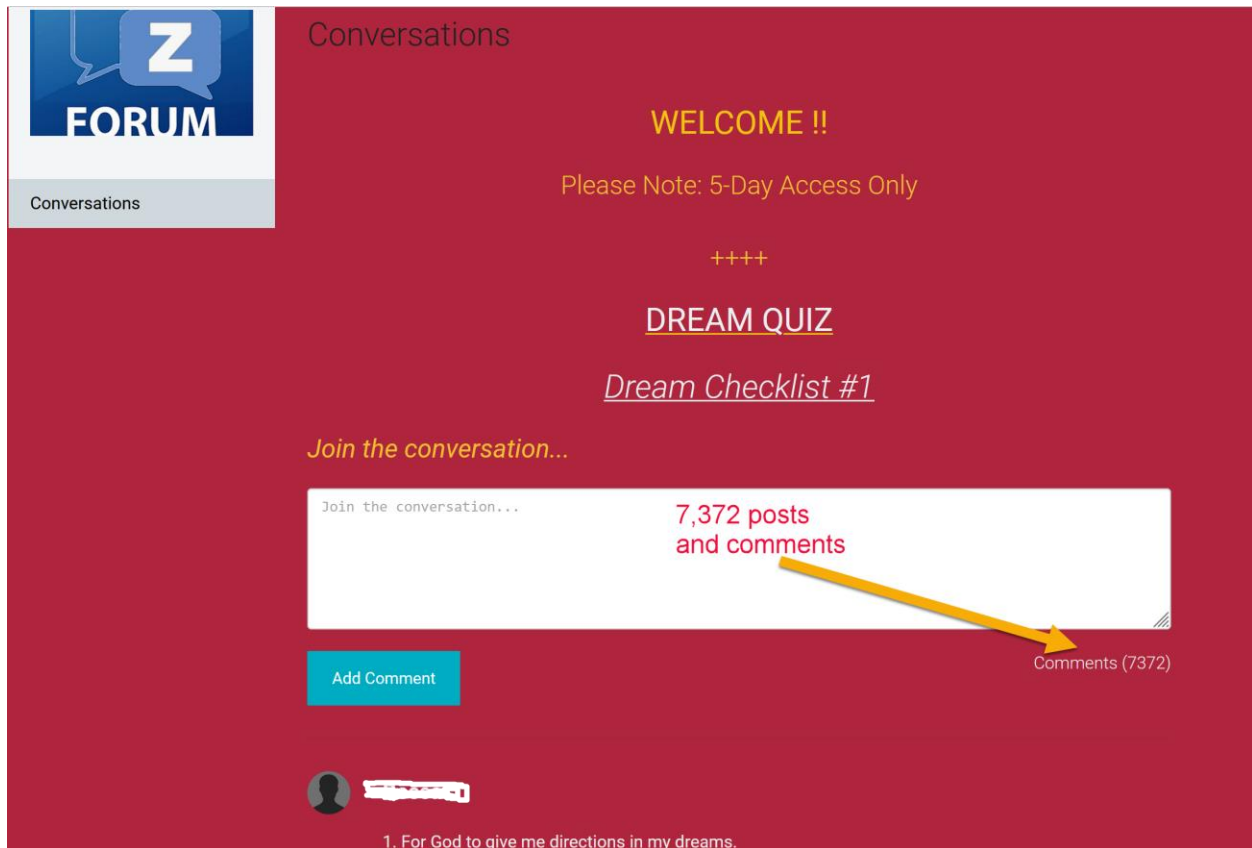 Z
FORUM
Conversations
Conversations
WELCOME !!
Please Note: 5-Day Access Only
++++
DREAM QUIZ
Dream Checklist #1
Join the conversation...
Join the conversation...
7,372 posts
and comments
Comments (7372)
Add Comment
1. For God to give me directions in my dreams.